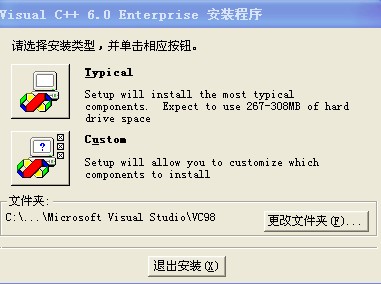 Visual C++ 6.0 Enterprise 安装程序
请选择安装类型，并单击相应按钮。
Typical
Setup will install the most typical
components.  Expect to use 267-308MB of hard
drive space
Custom
Setup will allow you to customize which
components to install
文件夹:
C:\...\Microsoft Visual Studio\VC98
更改文件夹(F)...
退出安装(X)